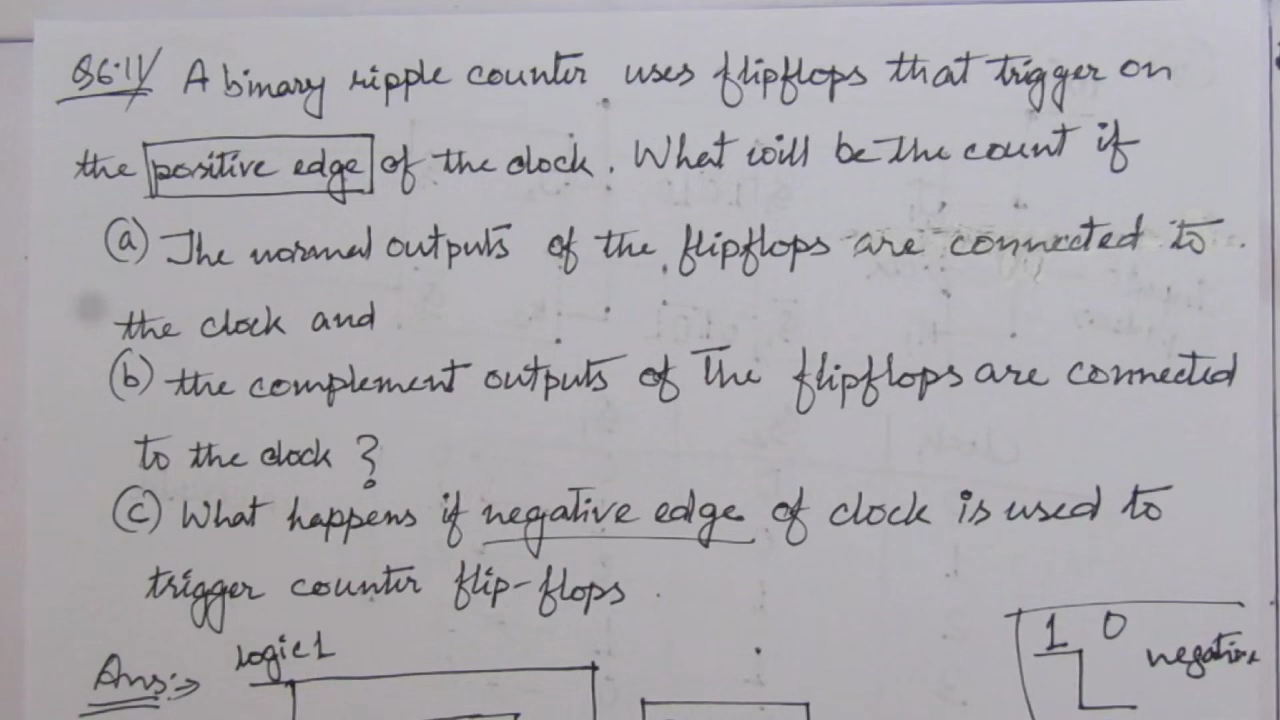 Q6.11/ A binary ripple counter uses flipflops that trigger on
the positive edge of the clock. What will be the count if
(a) The normal outputs of the flipflops are connected to
the clock and
(b) the complement outputs of The flipflops are connected
to the clock ?
(c) What happens if negative edge of clock is used to
trigger counter flip-flops.
Ans:→ logic 1
1 0
negative